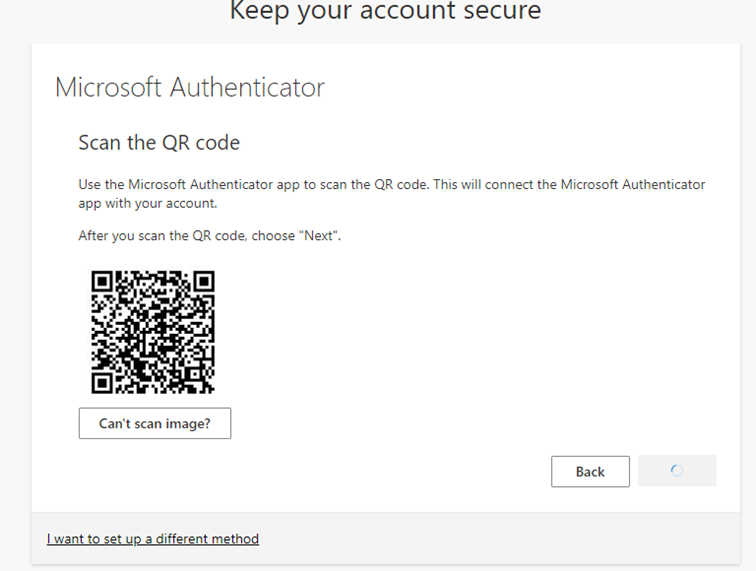 Keep your account secure
Microsoft Authenticator
Scan the QR code
Use the Microsoft Authenticator app to scan the QR code. This will connect the Microsoft Authenticator
app with your account.
After you scan the QR code, choose "Next".
Can't scan image?
Back
I want to set up a different method